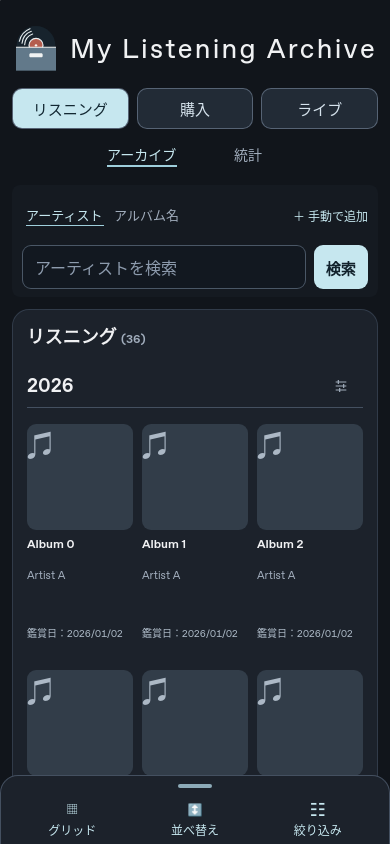 My Listening Archive
リスニング 購入 ライブ
アーカイブ 統計
アーティスト アルバム名 + 手動で追加
アーティストを検索 検索
リスニング (36)
2026
Album 0 Album 1 Album 2
Artist A Artist A Artist A
鑑賞日：2026/01/02 鑑賞日：2026/01/02 鑑賞日：2026/01/02
グリッド 並べ替え 絞り込み